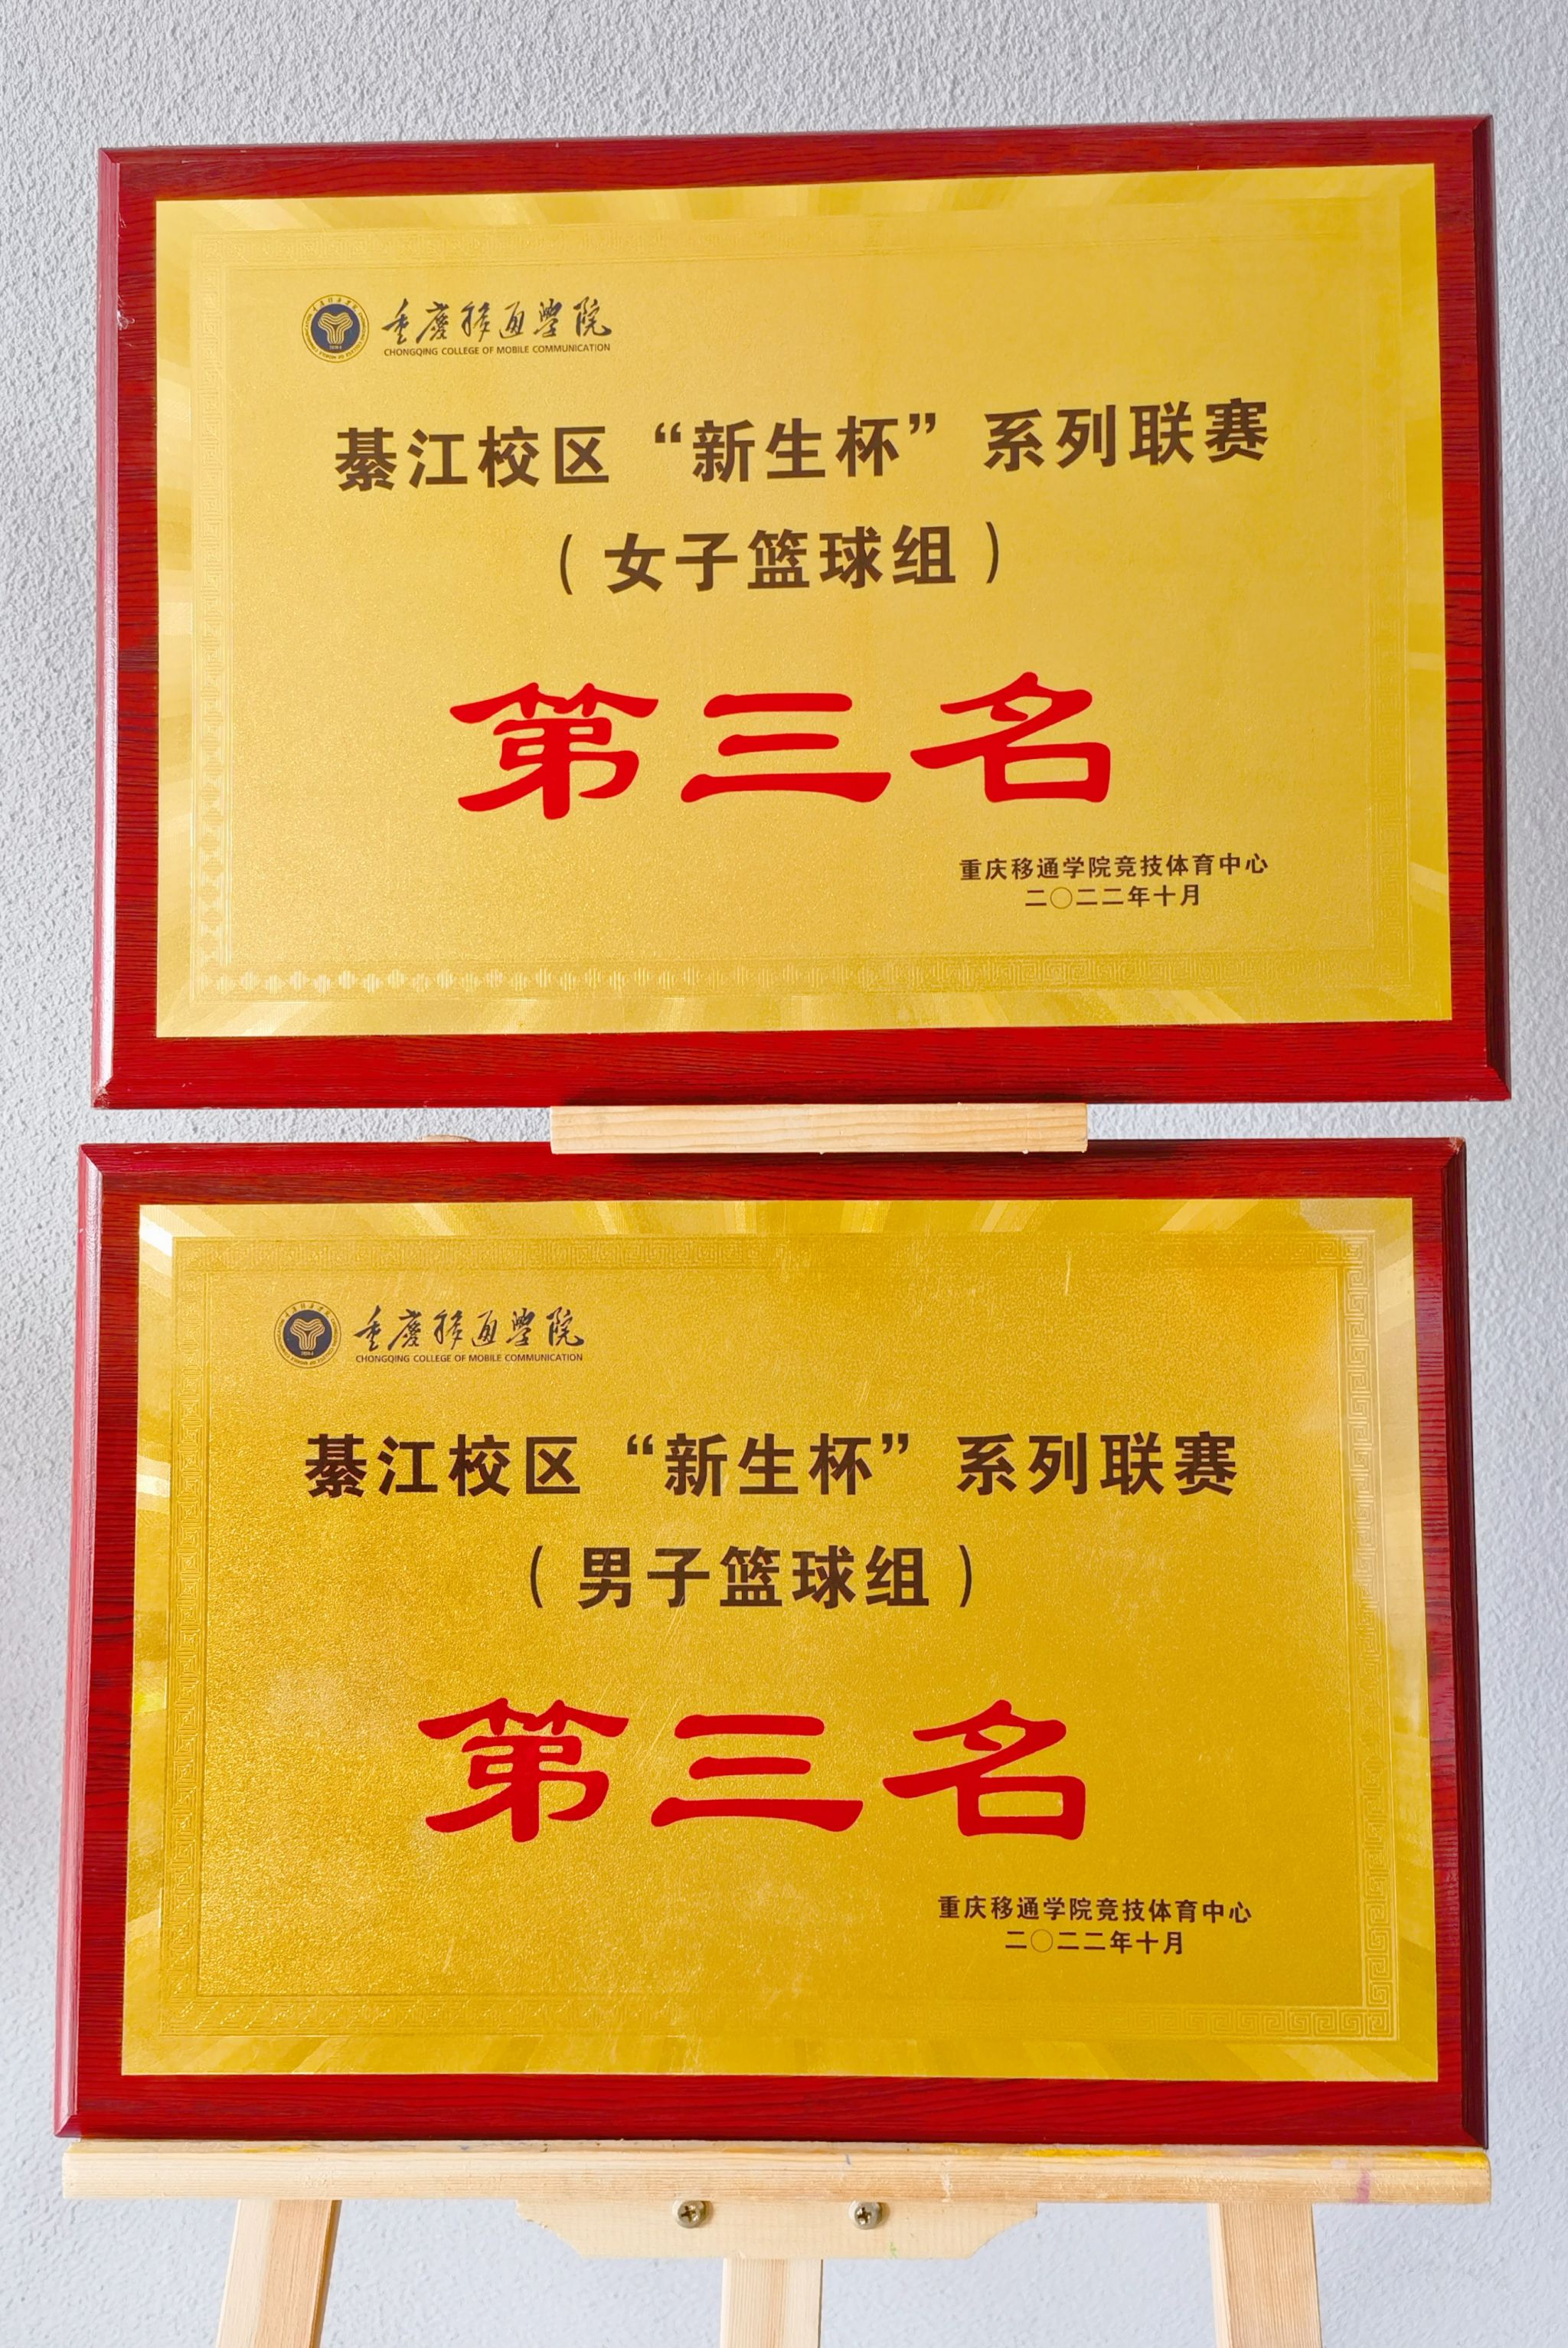 重慶移通學院
CHONGQING COLLEGE OF MOBILE COMMUNICATION
綦江校区“新生杯”系列联赛
（女子篮球组）
第三名
重庆移通学院竞技体育中心
二〇二二年十月
重慶移通學院
CHONGQING COLLEGE OF MOBILE COMMUNICATION
綦江校区“新生杯”系列联赛
（男子篮球组）
第三名
重庆移通学院竞技体育中心
二〇二二年十月